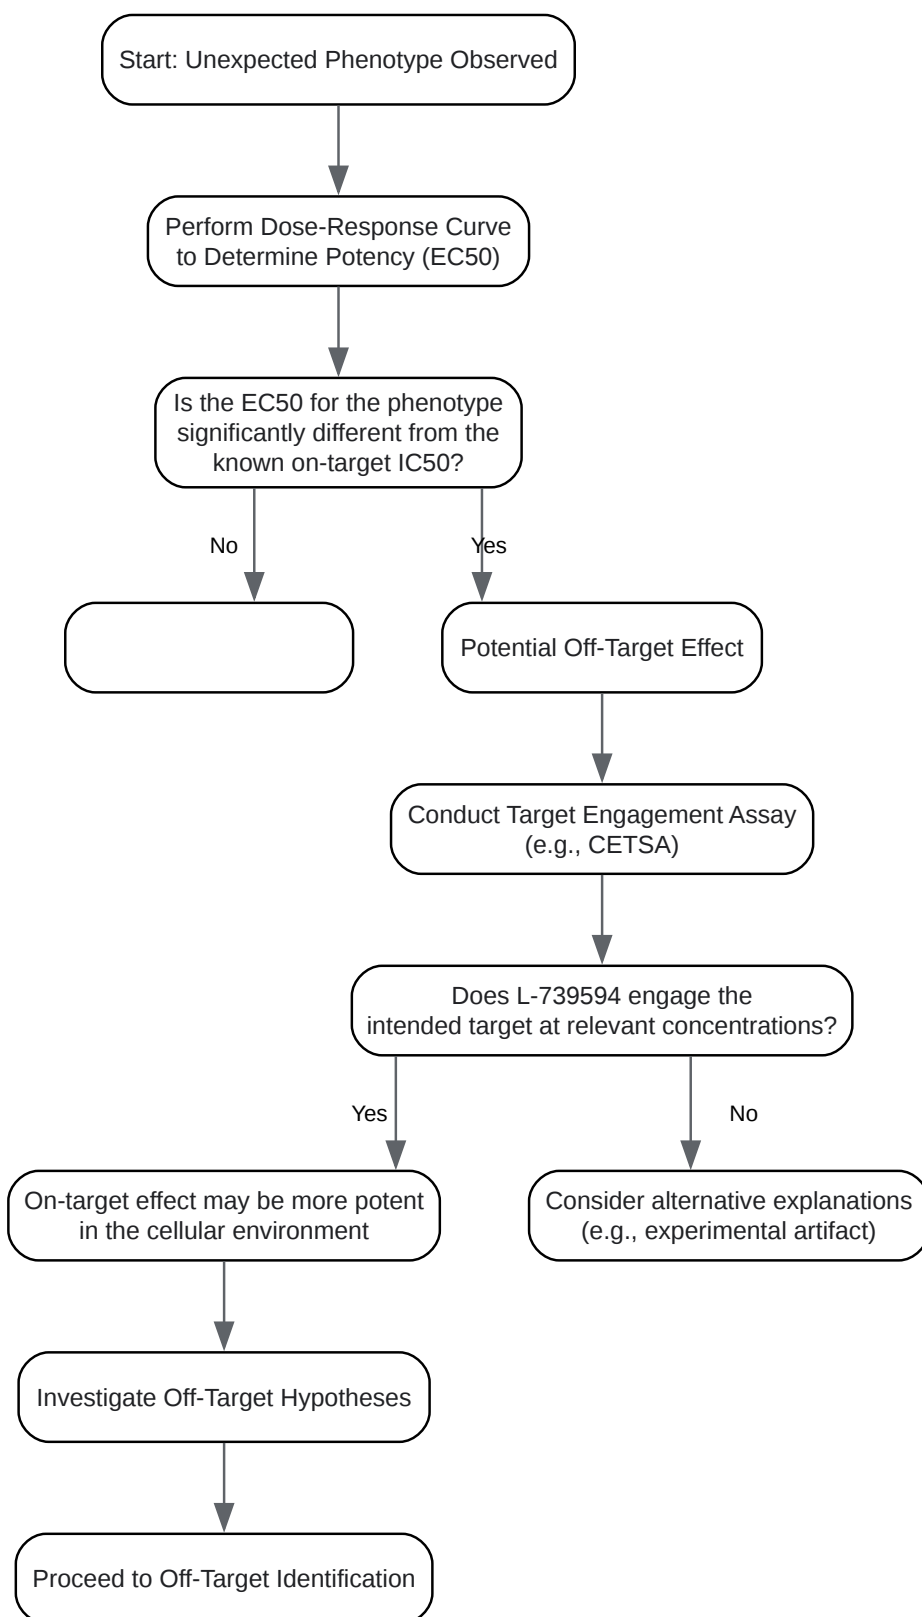 Start: Unexpected Phenotype Observed
Perform Dose-Response Curve
to Determine Potency (EC50)
Is the EC50 for the phenotype
significantly different from the
known on-target IC50?
No
Yes
Potential Off-Target Effect
Conduct Target Engagement Assay
(e.g., CETSA)
Does L-739594 engage the
intended target at relevant concentrations?
Yes
No
On-target effect may be more potent
in the cellular environment
Consider alternative explanations
(e.g., experimental artifact)
Investigate Off-Target Hypotheses
Proceed to Off-Target Identification